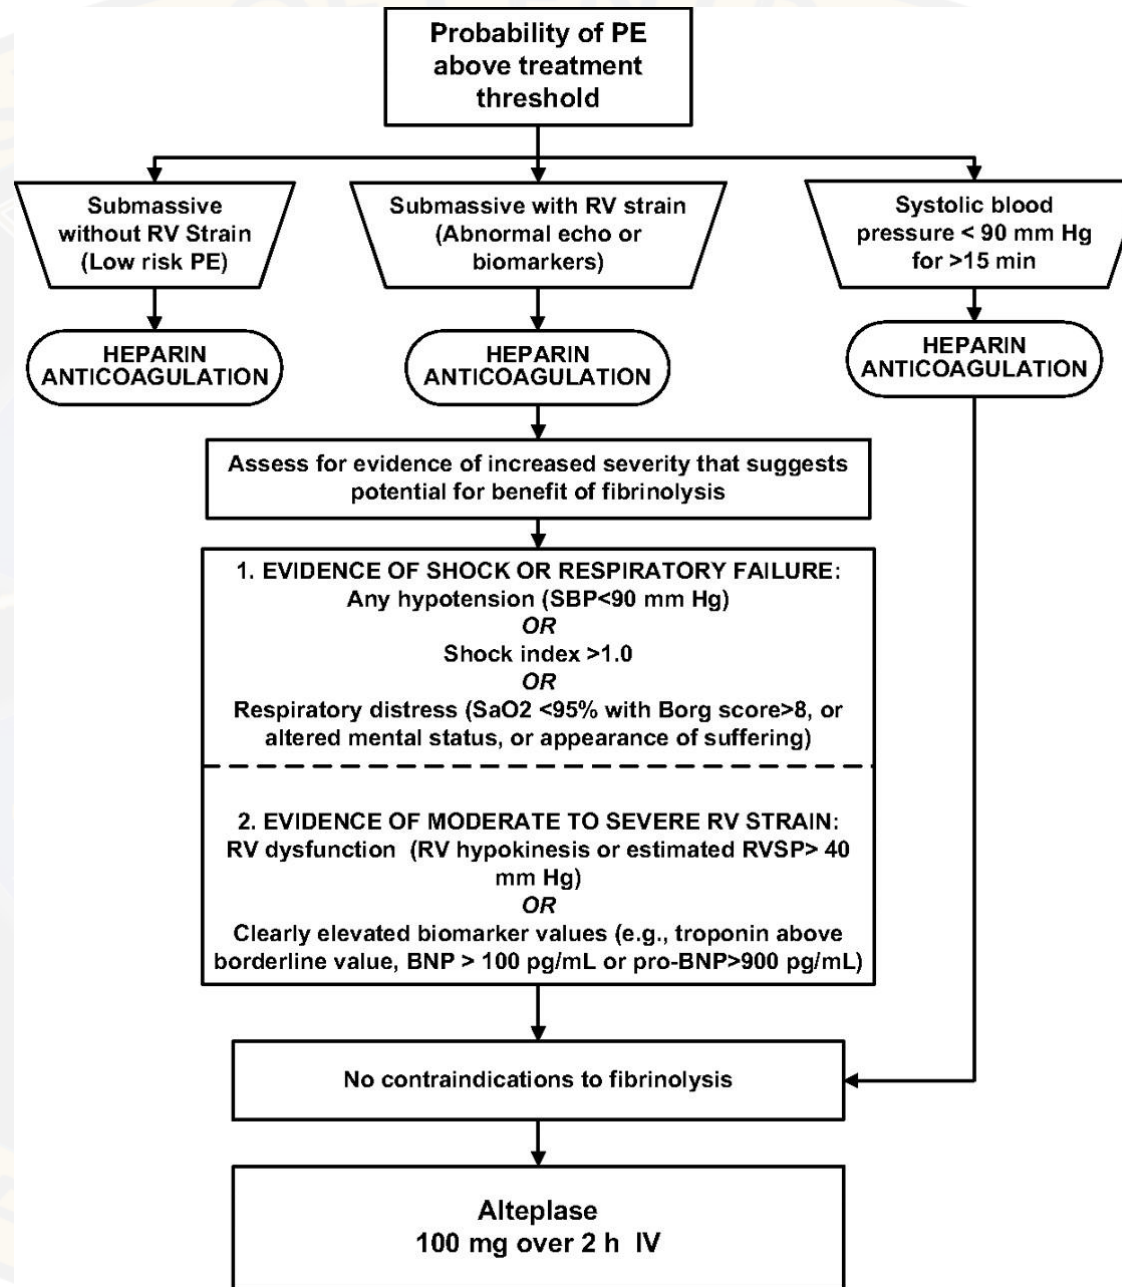 Probability of PE
above treatment
threshold
Submassive
without RV Strain
(Low risk PE)
Submassive with RV strain
(Abnormal echo or
biomarkers)
Systolic blood
pressure < 90 mm Hg
for >15 min
HEPARIN
ANTICOAGULATION
HEPARIN
ANTICOAGULATION
HEPARIN
ANTICOAGULATION
Assess for evidence of increased severity that suggests
potential for benefit of fibrinolysis
1. EVIDENCE OF SHOCK OR RESPIRATORY FAILURE:
Any hypotension (SBP<90 mm Hg)
OR
Shock index >1.0
OR
Respiratory distress (SaO2 <95% with Borg score>8, or
altered mental status, or appearance of suffering)
2. EVIDENCE OF MODERATE TO SEVERE RV STRAIN:
RV dysfunction (RV hypokinesis or estimated RVSP> 40
mm Hg)
OR
Clearly elevated biomarker values (e.g., troponin above
borderline value, BNP > 100 pg/mL or pro-BNP>900 pg/mL)
No contraindications to fibrinolysis
Alteplase
100 mg over 2 h IV